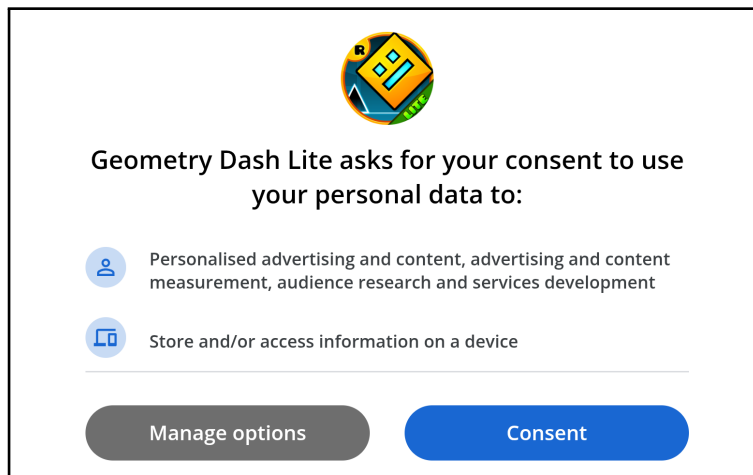 R
LITE
Geometry Dash Lite asks for your consent to use
your personal data to:
Personalised advertising and content, advertising and content
measurement, audience research and services development
Store and/or access information on a device
Manage options
Consent